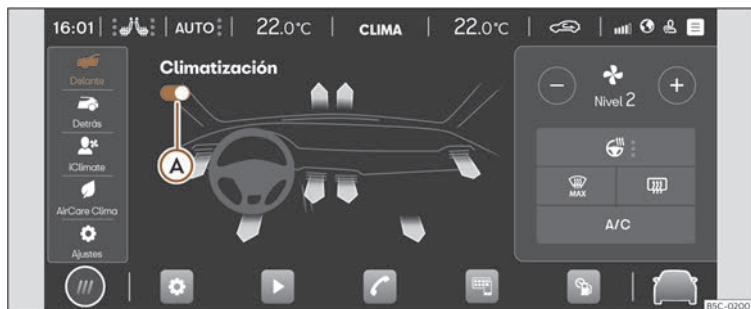 16:01 AUTO 22.0°C CLIMA 22.0°C
Climatización
Delante
Detrás
iClimate
AirCare Clima
Ajustes
A
Nivel 2
MAX
A/C
B5C-0200